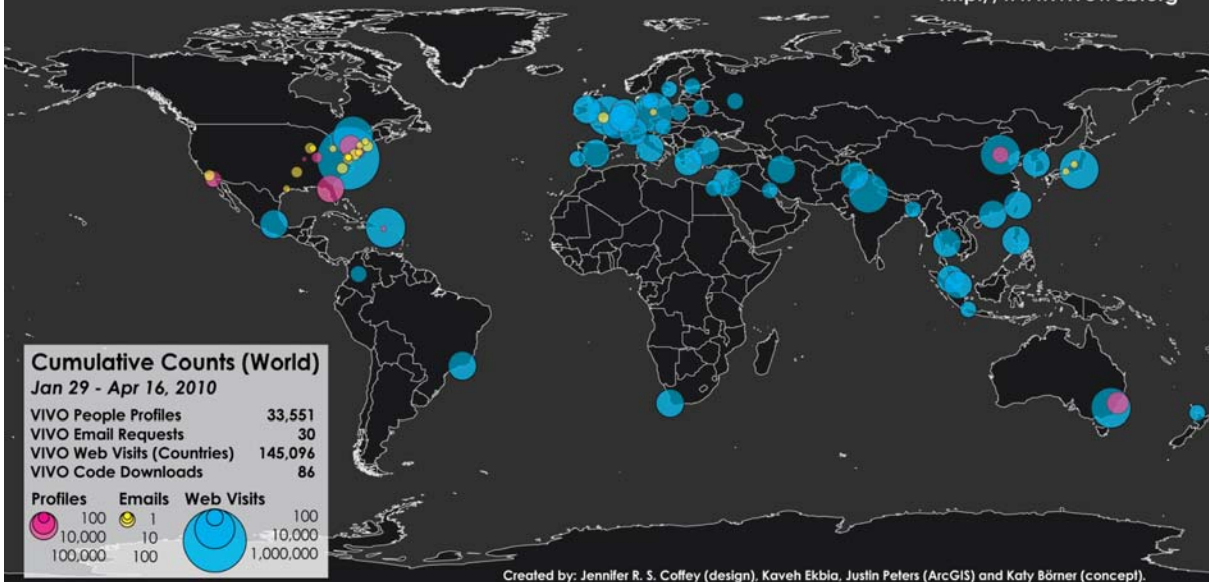 Cumulative Counts (World)
Jan 29 - Apr 16, 2010
VIVO People Profiles 33,551
VIVO Email Requests 30
VIVO Web Visits (Countries) 145,096
VIVO Code Downloads 86
Profiles Emails Web Visits
100 1 100
10,000 10 10,000
100,000 100 1,000,000
Created by: Jennifer R. S. Coffey (design), Kaveh Ekbia, Justin Peters (ArcGIS) and Katy Börner (concept).